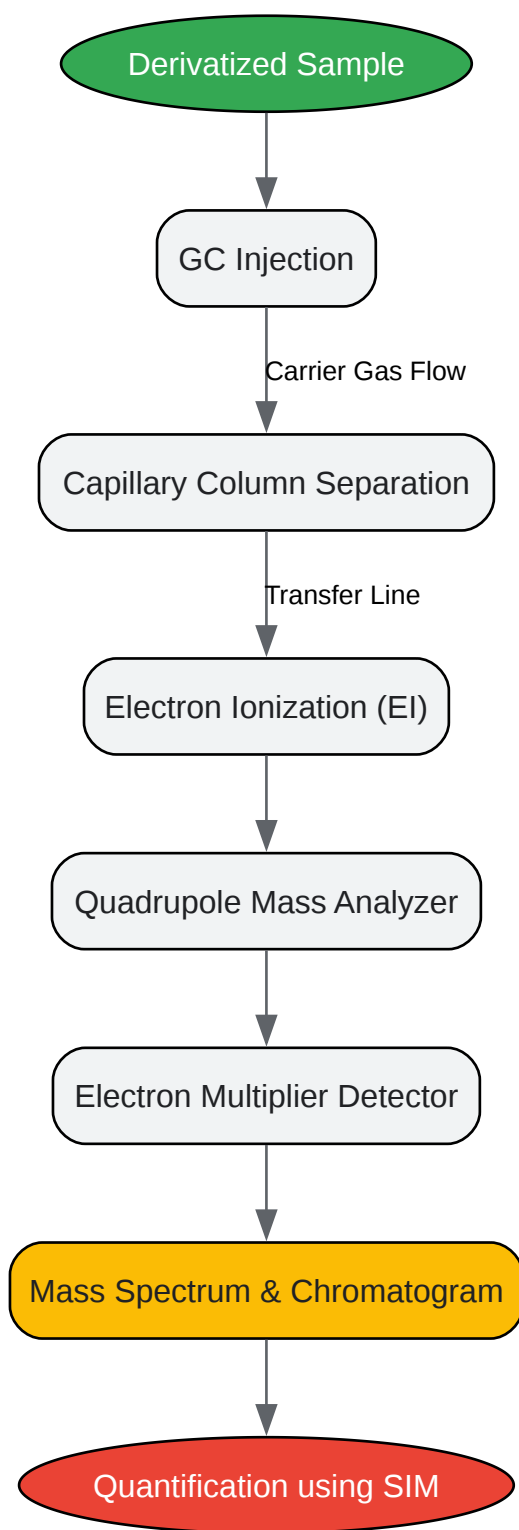 Derivatized Sample
GC Injection
Carrier Gas Flow
Capillary Column Separation
Transfer Line
Electron Ionization (EI)
Quadrupole Mass Analyzer
Electron Multiplier Detector
Mass Spectrum & Chromatogram
Quantification using SIM